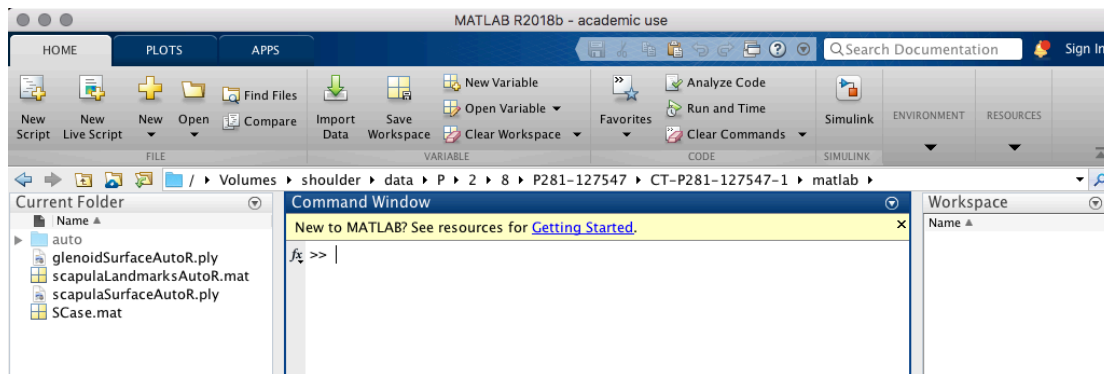 MATLAB R2018b - academic use
HOME PLOTS APPS
Search Documentation Sign In
New Script
New Live Script
New
Open
Find Files
Compare
FILE
Import Data
Save Workspace
New Variable
Open Variable
Clear Workspace
VARIABLE
Favorites
Analyze Code
Run and Time
Clear Commands
CODE
Simulink
SIMULINK
ENVIRONMENT
RESOURCES
/ ▸ Volumes ▸ shoulder ▸ data ▸ P ▸ 2 ▸ 8 ▸ P281-127547 ▸ CT-P281-127547-1 ▸ matlab ▸
Current Folder
Name
auto
glenoidSurfaceAutoR.ply
scapulaLandmarksAutoR.mat
scapulaSurfaceAutoR.ply
SCase.mat
Command Window
New to MATLAB? See resources for Getting Started.
fx >>
Workspace
Name